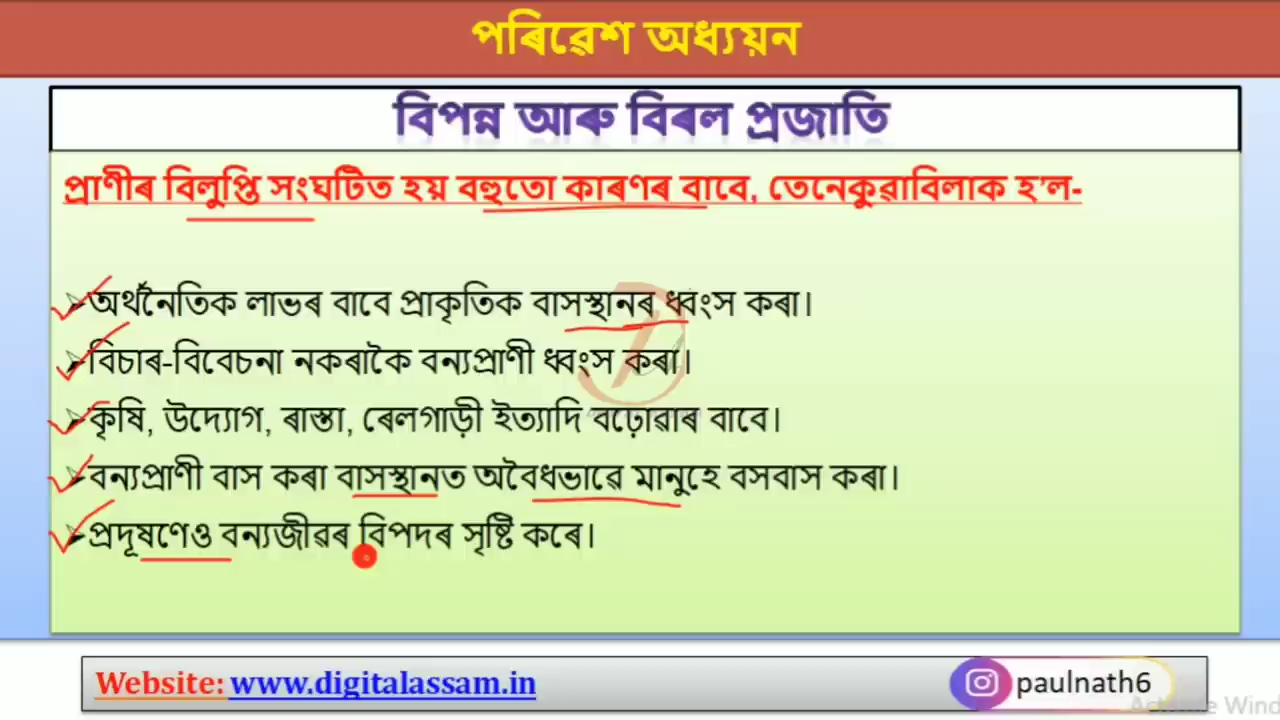 পৰিৱেশ অধ্যয়ন
বিপন্ন আৰু বিৰল প্ৰজাতি
প্ৰাণীৰ বিলুপ্তি সংঘটিত হয় বহুতো কাৰণৰ বাবে, তেনেকুৱাবিলাক হ’ল-
অৰ্থনৈতিক লাভৰ বাবে প্ৰাকৃতিক বাসস্থানৰ ধ্বংস কৰা।
বিচাৰ-বিবেচনা নকৰাকৈ বন্যপ্ৰাণী ধ্বংস কৰা।
কৃষি, উদ্যোগ, ৰাস্তা, ৰেলগাড়ী ইত্যাদি বঢ়োৱাৰ বাবে।
বন্যপ্ৰাণী বাস কৰা বাসস্থানত অবৈধভাৱে মানুহে বসবাস কৰা।
প্ৰদূষণেও বন্যজীৱৰ বিপদৰ সৃষ্টি কৰে।
Website: www.digitalassam.in
paulnath6